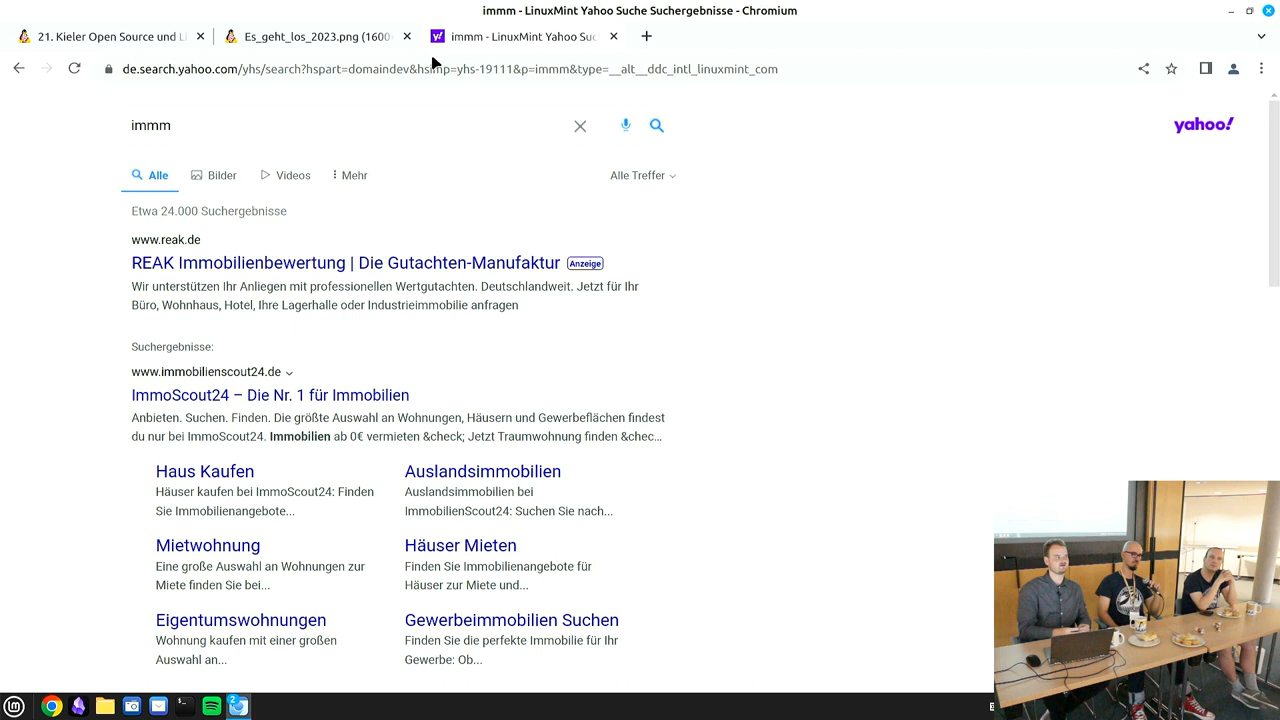 immm - LinuxMint Yahoo Suche Suchergebnisse - Chromium
21. Kieler Open Source und Li
Es_geht_los_2023.png (1600
immm - LinuxMint Yahoo Suc
de.search.yahoo.com/yhs/search?hspart=domaindev&hsimp=yhs-19111&p=immm&type=__alt__ddc_intl_linuxmint_com
immm
yahoo!
Alle
Bilder
Videos
Mehr
Alle Treffer
Etwa 24.000 Suchergebnisse
www.reak.de
REAK Immobilienbewertung | Die Gutachten-Manufaktur Anzeige
Wir unterstützen Ihr Anliegen mit professionellen Wertgutachten. Deutschlandweit. Jetzt für Ihr
Büro, Wohnhaus, Hotel, Ihre Lagerhalle oder Industrieimmobilie anfragen
Suchergebnisse:
www.immobilienscout24.de
ImmoScout24 – Die Nr. 1 für Immobilien
Anbieten. Suchen. Finden. Die größte Auswahl an Wohnungen, Häusern und Gewerbeflächen findest
du nur bei ImmoScout24. Immobilien ab 0€ vermieten &check; Jetzt Traumwohnung finden &chec...
Haus Kaufen
Häuser kaufen bei ImmoScout24: Finden
Sie Immobilienangebote...
Auslandsimmobilien
Auslandsimmobilien bei
ImmobilienScout24: Suchen Sie nach...
Mietwohnung
Eine große Auswahl an Wohnungen zur
Miete finden Sie bei...
Häuser Mieten
Finden Sie Immobilienangebote für
Häuser zur Miete und...
Eigentumswohnungen
Wohnung kaufen mit einer großen
Auswahl an...
Gewerbeimmobilien Suchen
Finden Sie die perfekte Immobilie für Ihr
Gewerbe: Ob...
2